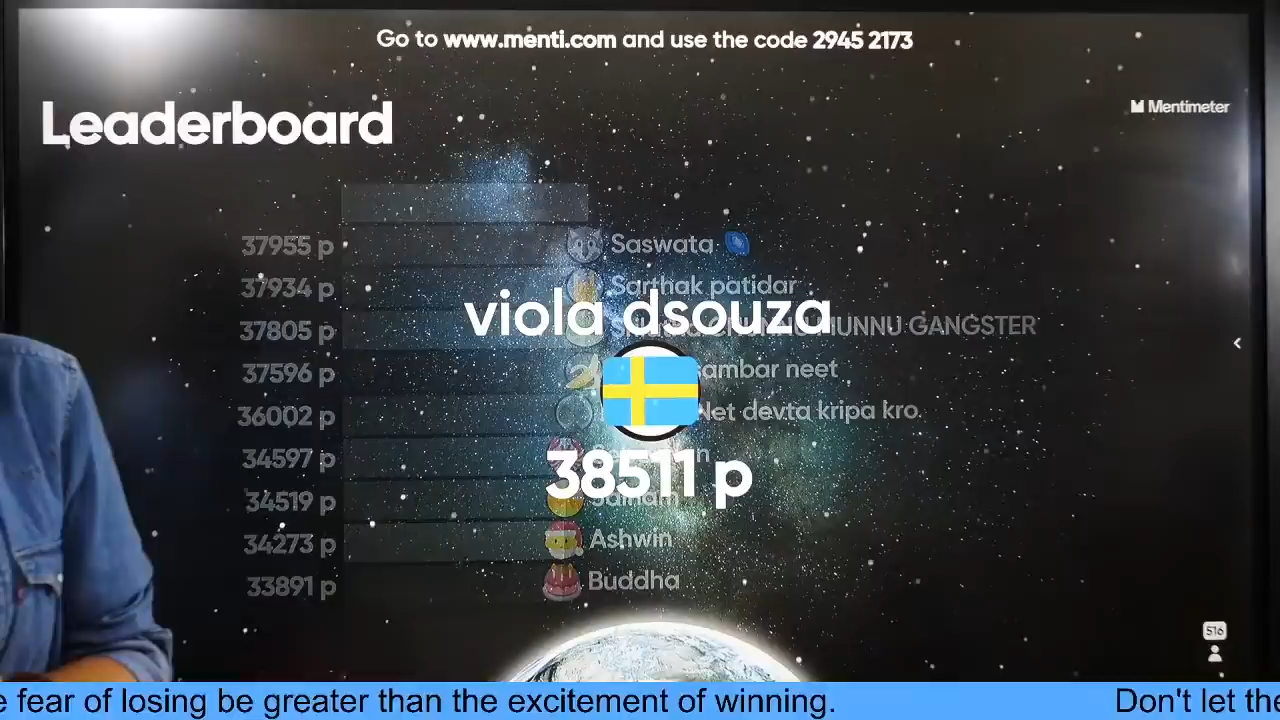 Go to www.menti.com and use the code 2945 2173
Leaderboard
Mentimeter
37955 p Saswata
37934 p Sarthak patidar
viola dsouza
37805 p MUNNU GANGSTER
37596 p ambar neet
36002 p Net devta kripa kro
34597 p
38511 p
34519 p
34273 p Ashwin
33891 p Buddha
516
e fear of losing be greater than the excitement of winning. Don't let the